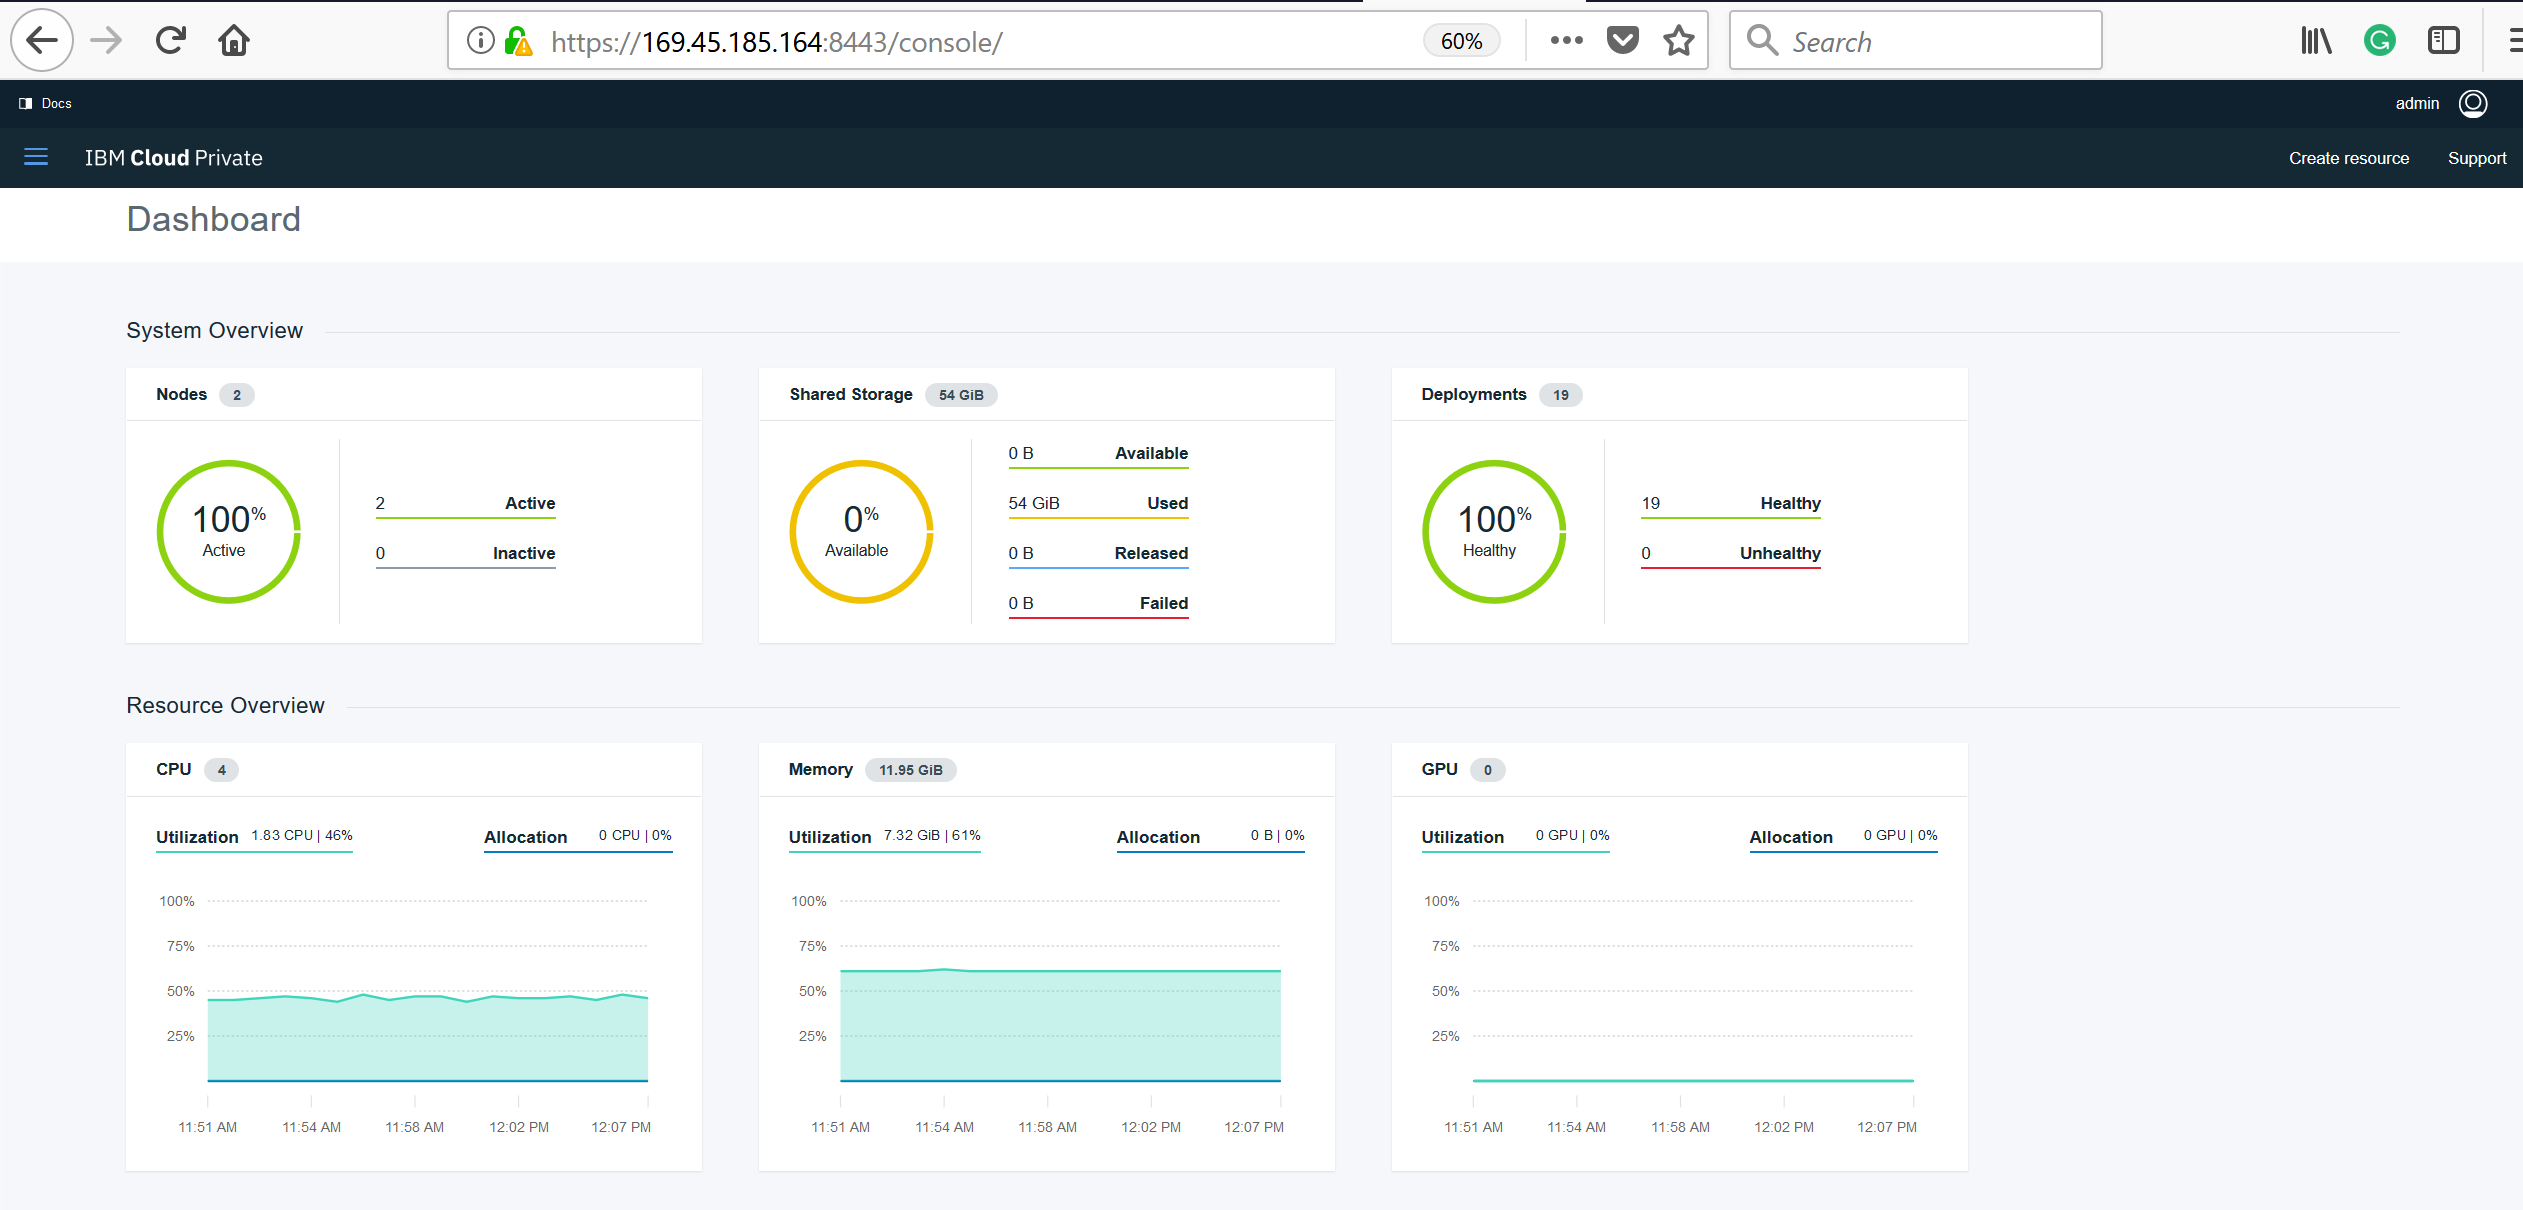 https://169.45.185.164:8443/console/ 60% Search
Docs admin
IBM Cloud Private Create resource Support
Dashboard
System Overview
Nodes 2
100%
Active
2 Active
0 Inactive
Shared Storage 54 GiB
0%
Available
0 B Available
54 GiB Used
0 B Released
0 B Failed
Deployments 19
100%
Healthy
19 Healthy
0 Unhealthy
Resource Overview
CPU 4
Utilization 1.83 CPU | 46% Allocation 0 CPU | 0%
100%
75%
50%
25%
11:51 AM 11:54 AM 11:58 AM 12:02 PM 12:07 PM
Memory 11.95 GiB
Utilization 7.32 GiB | 61% Allocation 0 B | 0%
100%
75%
50%
25%
11:51 AM 11:54 AM 11:58 AM 12:02 PM 12:07 PM
GPU 0
Utilization 0 GPU | 0% Allocation 0 GPU | 0%
100%
75%
50%
25%
11:51 AM 11:54 AM 11:58 AM 12:02 PM 12:07 PM